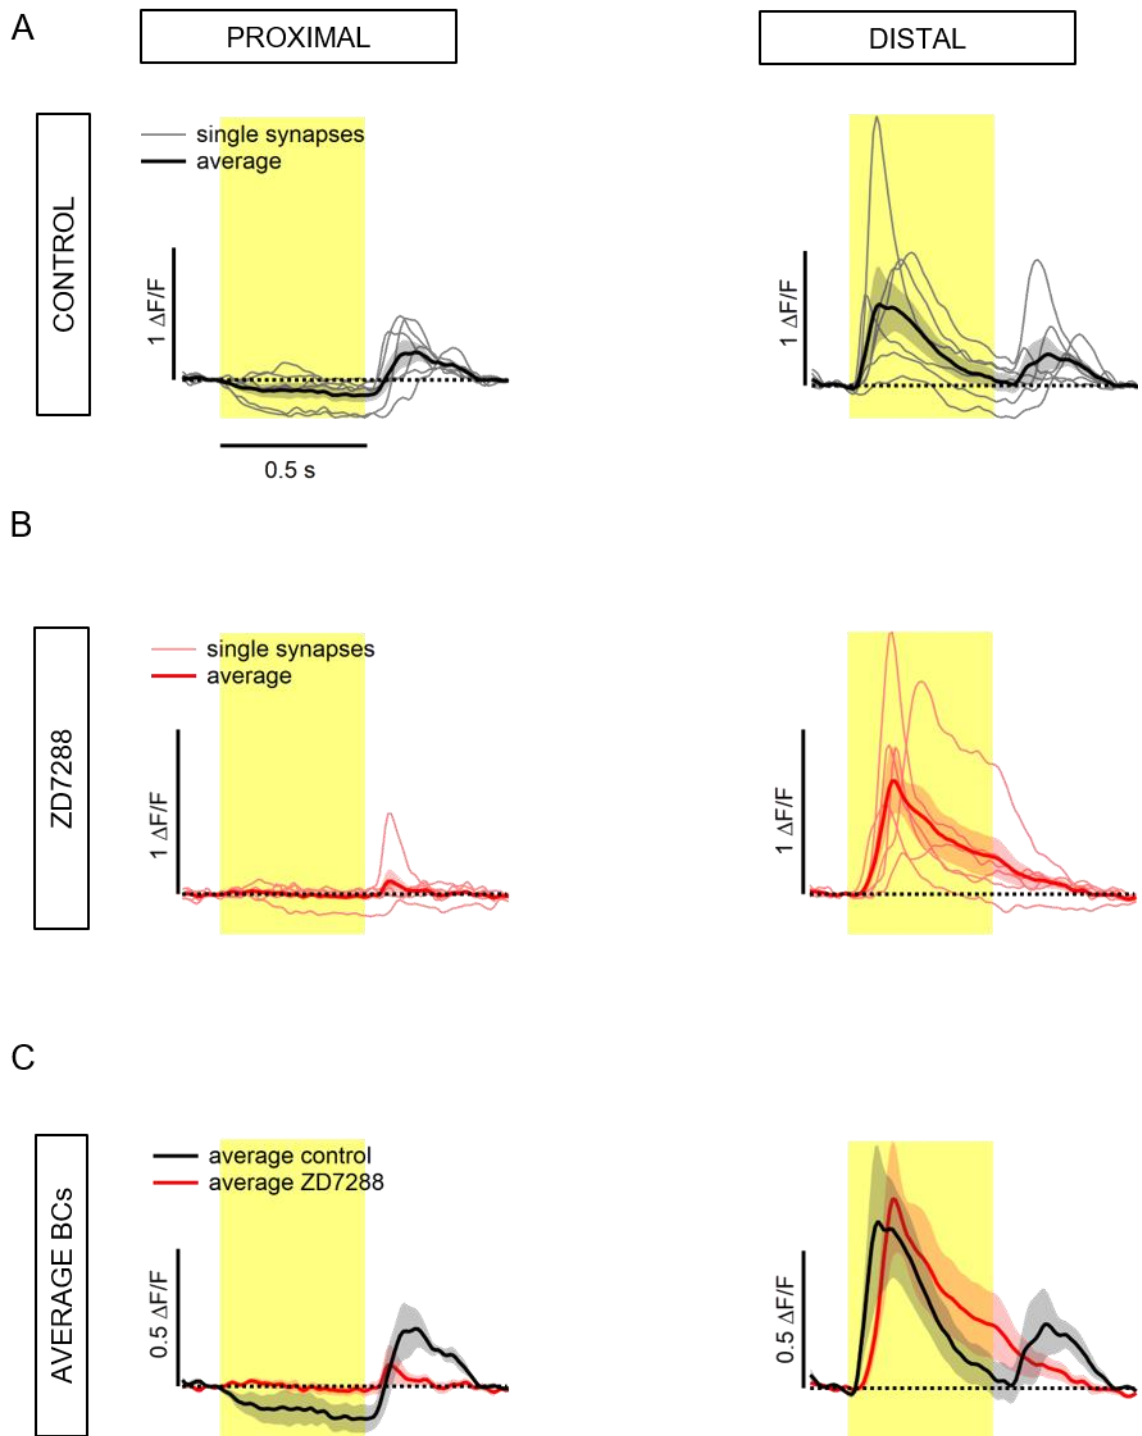 A
PROXIMAL
DISTAL
CONTROL
single synapses
average
1 ΔF/F
1 ΔF/F
0.5 s
B
ZD7288
single synapses
average
1 ΔF/F
1 ΔF/F
C
AVERAGE BCs
average control
average ZD7288
0.5 ΔF/F
0.5 ΔF/F